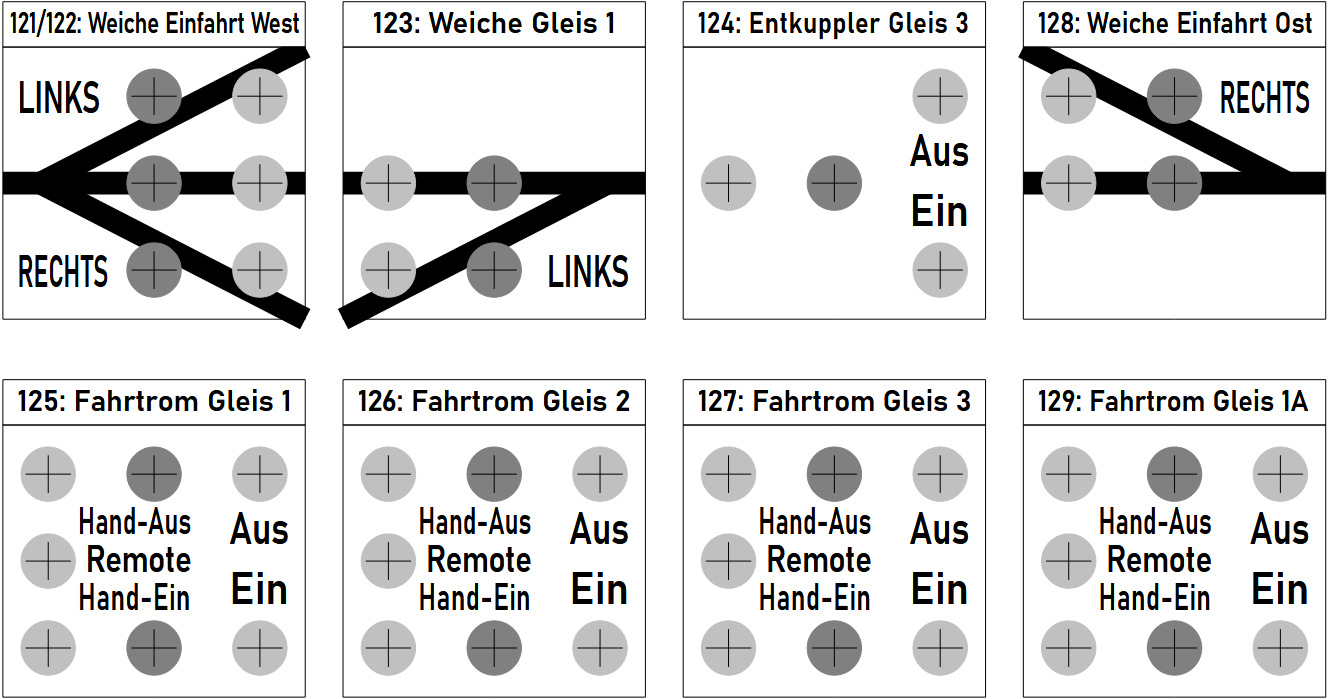 121/122: Weiche Einfahrt West
LINKS
RECHTS
123: Weiche Gleis 1
LINKS
124: Entkuppler Gleis 3
Aus
Ein
128: Weiche Einfahrt Ost
RECHTS
125: Fahrtrom Gleis 1
Hand-Aus
Remote
Hand-Ein
Aus
Ein
126: Fahrtrom Gleis 2
Hand-Aus
Remote
Hand-Ein
Aus
Ein
127: Fahrtrom Gleis 3
Hand-Aus
Remote
Hand-Ein
Aus
Ein
129: Fahrtrom Gleis 1A
Hand-Aus
Remote
Hand-Ein
Aus
Ein